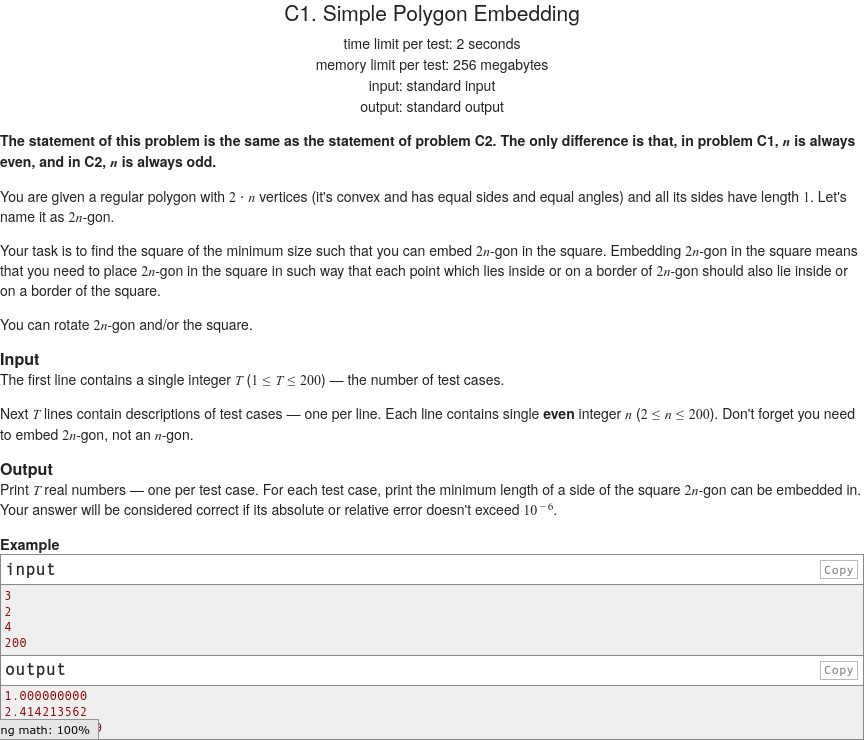 C1. Simple Polygon Embedding
time limit per test: 2 seconds
memory limit per test: 256 megabytes
input: standard input
output: standard output
The statement of this problem is the same as the statement of problem C2. The only difference is that, in problem C1, n is always
even, and in C2, n is always odd.
You are given a regular polygon with 2 · n vertices (it's convex and has equal sides and equal angles) and all its sides have length 1. Let's
name it as 2n-gon.
Your task is to find the square of the minimum size such that you can embed 2n-gon in the square. Embedding 2n-gon in the square means
that you need to place 2n-gon in the square in such way that each point which lies inside or on a border of 2n-gon should also lie inside or
on a border of the square.
You can rotate 2n-gon and/or the square.
Input
The first line contains a single integer T (1 ≤ T ≤ 200) — the number of test cases.
Next T lines contain descriptions of test cases — one per line. Each line contains single even integer n (2 ≤ n ≤ 200). Don't forget you need
to embed 2n-gon, not an n-gon.
Output
Print T real numbers — one per test case. For each test case, print the minimum length of a side of the square 2n-gon can be embedded in.
Your answer will be considered correct if its absolute or relative error doesn't exceed 10⁻⁶.
Example
input
Copy
3
2
4
200
output
Copy
1.000000000
2.414213562
ng math: 100%